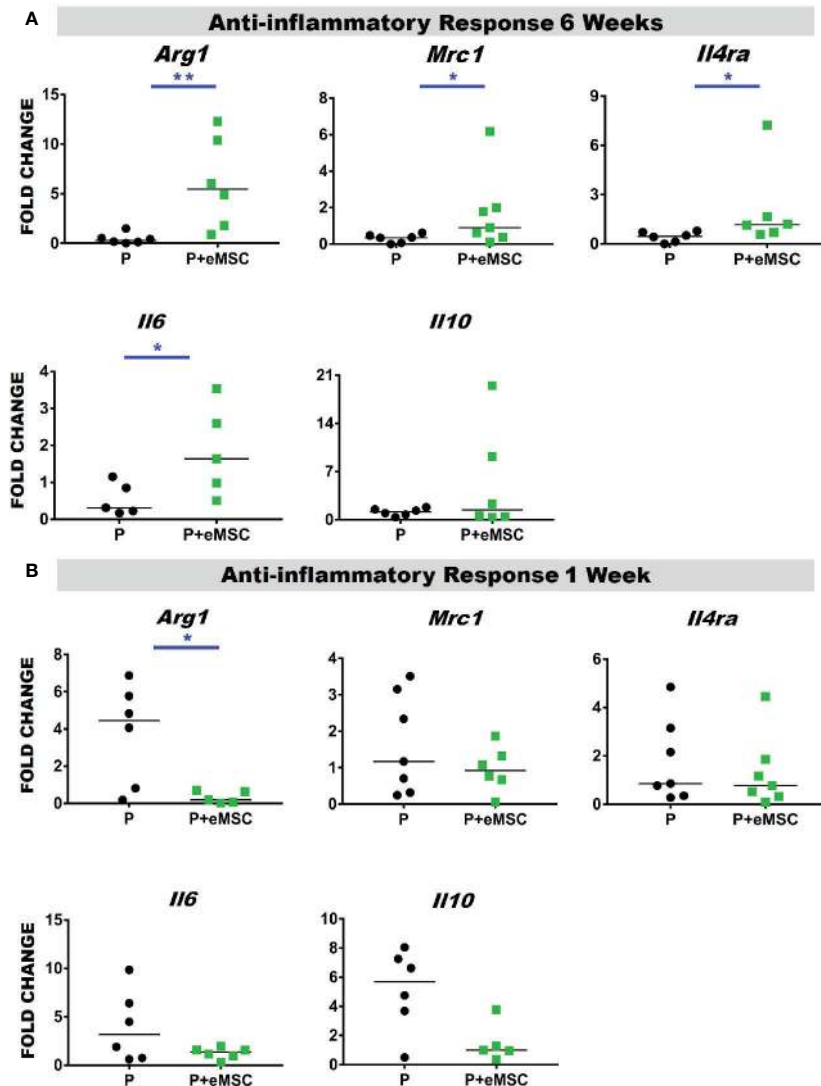 A
Anti-inflammatory Response 6 Weeks
Arg1
Mrc1
Il4ra
**
*
*
FOLD CHANGE
15
10
5
0
P
P+eMSC
8
6
4
2
0
P
P+eMSC
9
6
3
0
P
P+eMSC
Il6
Il10
*
FOLD CHANGE
4
3
2
1
0
P
P+eMSC
21
14
7
0
P
P+eMSC
B
Anti-inflammatory Response 1 Week
Arg1
Mrc1
Il4ra
*
FOLD CHANGE
8
6
4
2
0
P
P+eMSC
4
3
2
1
0
P
P+eMSC
6
4
2
0
P
P+eMSC
Il6
Il10
FOLD CHANGE
15
10
5
0
P
P+eMSC
10
8
6
4
2
0
P
P+eMSC